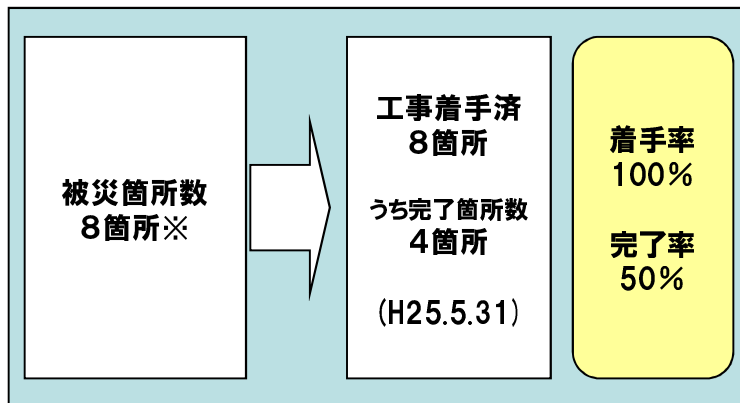 被災箇所数
8箇所※
工事着手済
8箇所
うち完了箇所数
4箇所
(H25.5.31)
着手率
100%
完了率
50%